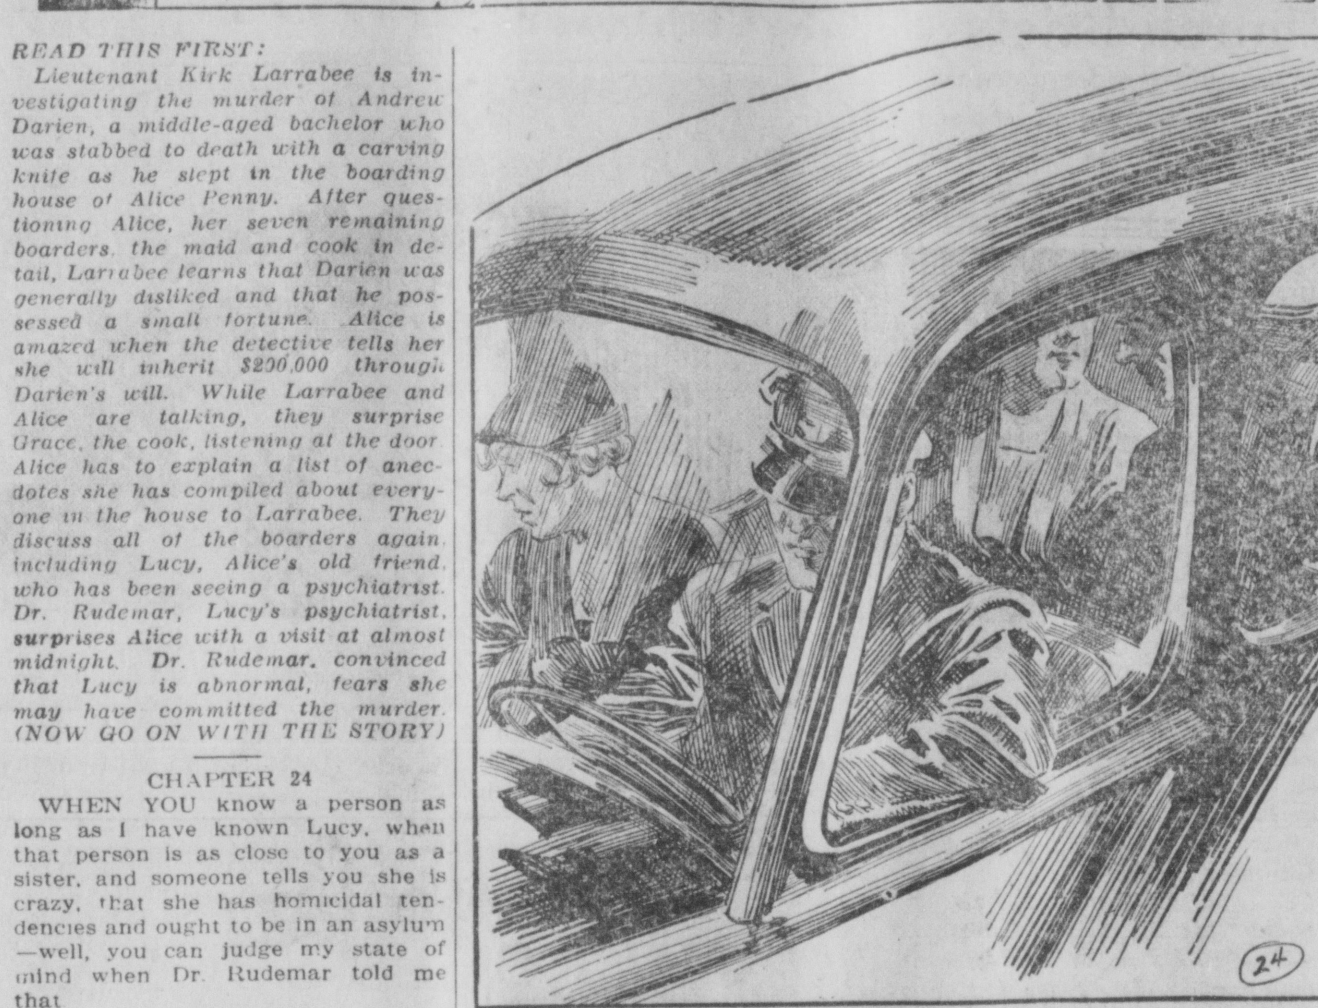 READ THIS FIRST:
Lieutenant Kirk Larrabee is in-
vestigating the murder of Andrew
Darien, a middle-aged bachelor who
was stabbed to death with a carving
knife as he slept in the boarding
house of Alice Penny. After ques-
tioning Alice, her seven remaining
boarders, the maid and cook in de-
tail, Larrabee learns that Darien was
generally disliked and that he pos-
sessed a small fortune. Alice is
amazed when the detective tells her
she will inherit $200,000 through
Darien's will. While Larrabee and
Alice are talking, they surprise
Grace, the cook, listening at the door.
Alice has to explain a list of anec-
dotes she has compiled about every-
one in the house to Larrabee. They
discuss all of the boarders again,
including Lucy, Alice's old friend,
who has been seeing a psychiatrist.
Dr. Rudemar, Lucy's psychiatrist,
surprises Alice with a visit at almost
midnight. Dr. Rudemar, convinced
that Lucy is abnormal, fears she
may have committed the murder.
(NOW GO ON WITH THE STORY)
CHAPTER 24
WHEN YOU know a person as
long as I have known Lucy, when
that person is as close to you as a
sister, and someone tells you she is
crazy, that she has homicidal ten-
dencies and ought to be in an asylum
—well, you can judge my state of
mind when Dr. Rudemar told me
that
24